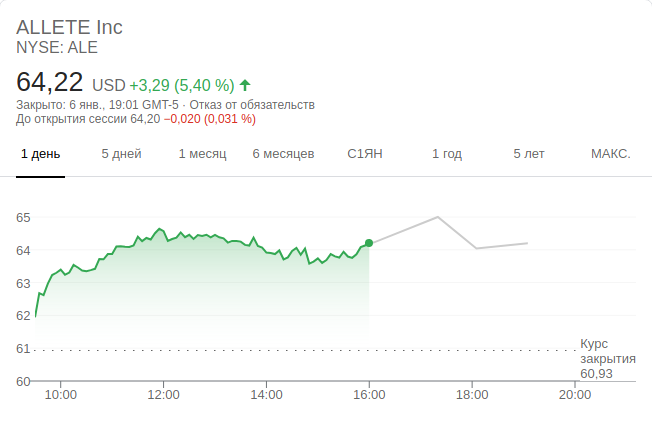 ALLETE Inc
NYSE: ALE
64,22 USD +3,29 (5,40 %)
Закрыто: 6 янв., 19:01 GMT-5 · Отказ от обязательств
До открытия сессии 64,20 −0,020 (0,031 %)
1 день 5 дней 1 месяц 6 месяцев С1ЯН 1 год 5 лет МАКС.
65
64
63
62
61
60
Курс
закрытия
60,93
10:00 12:00 14:00 16:00 18:00 20:00